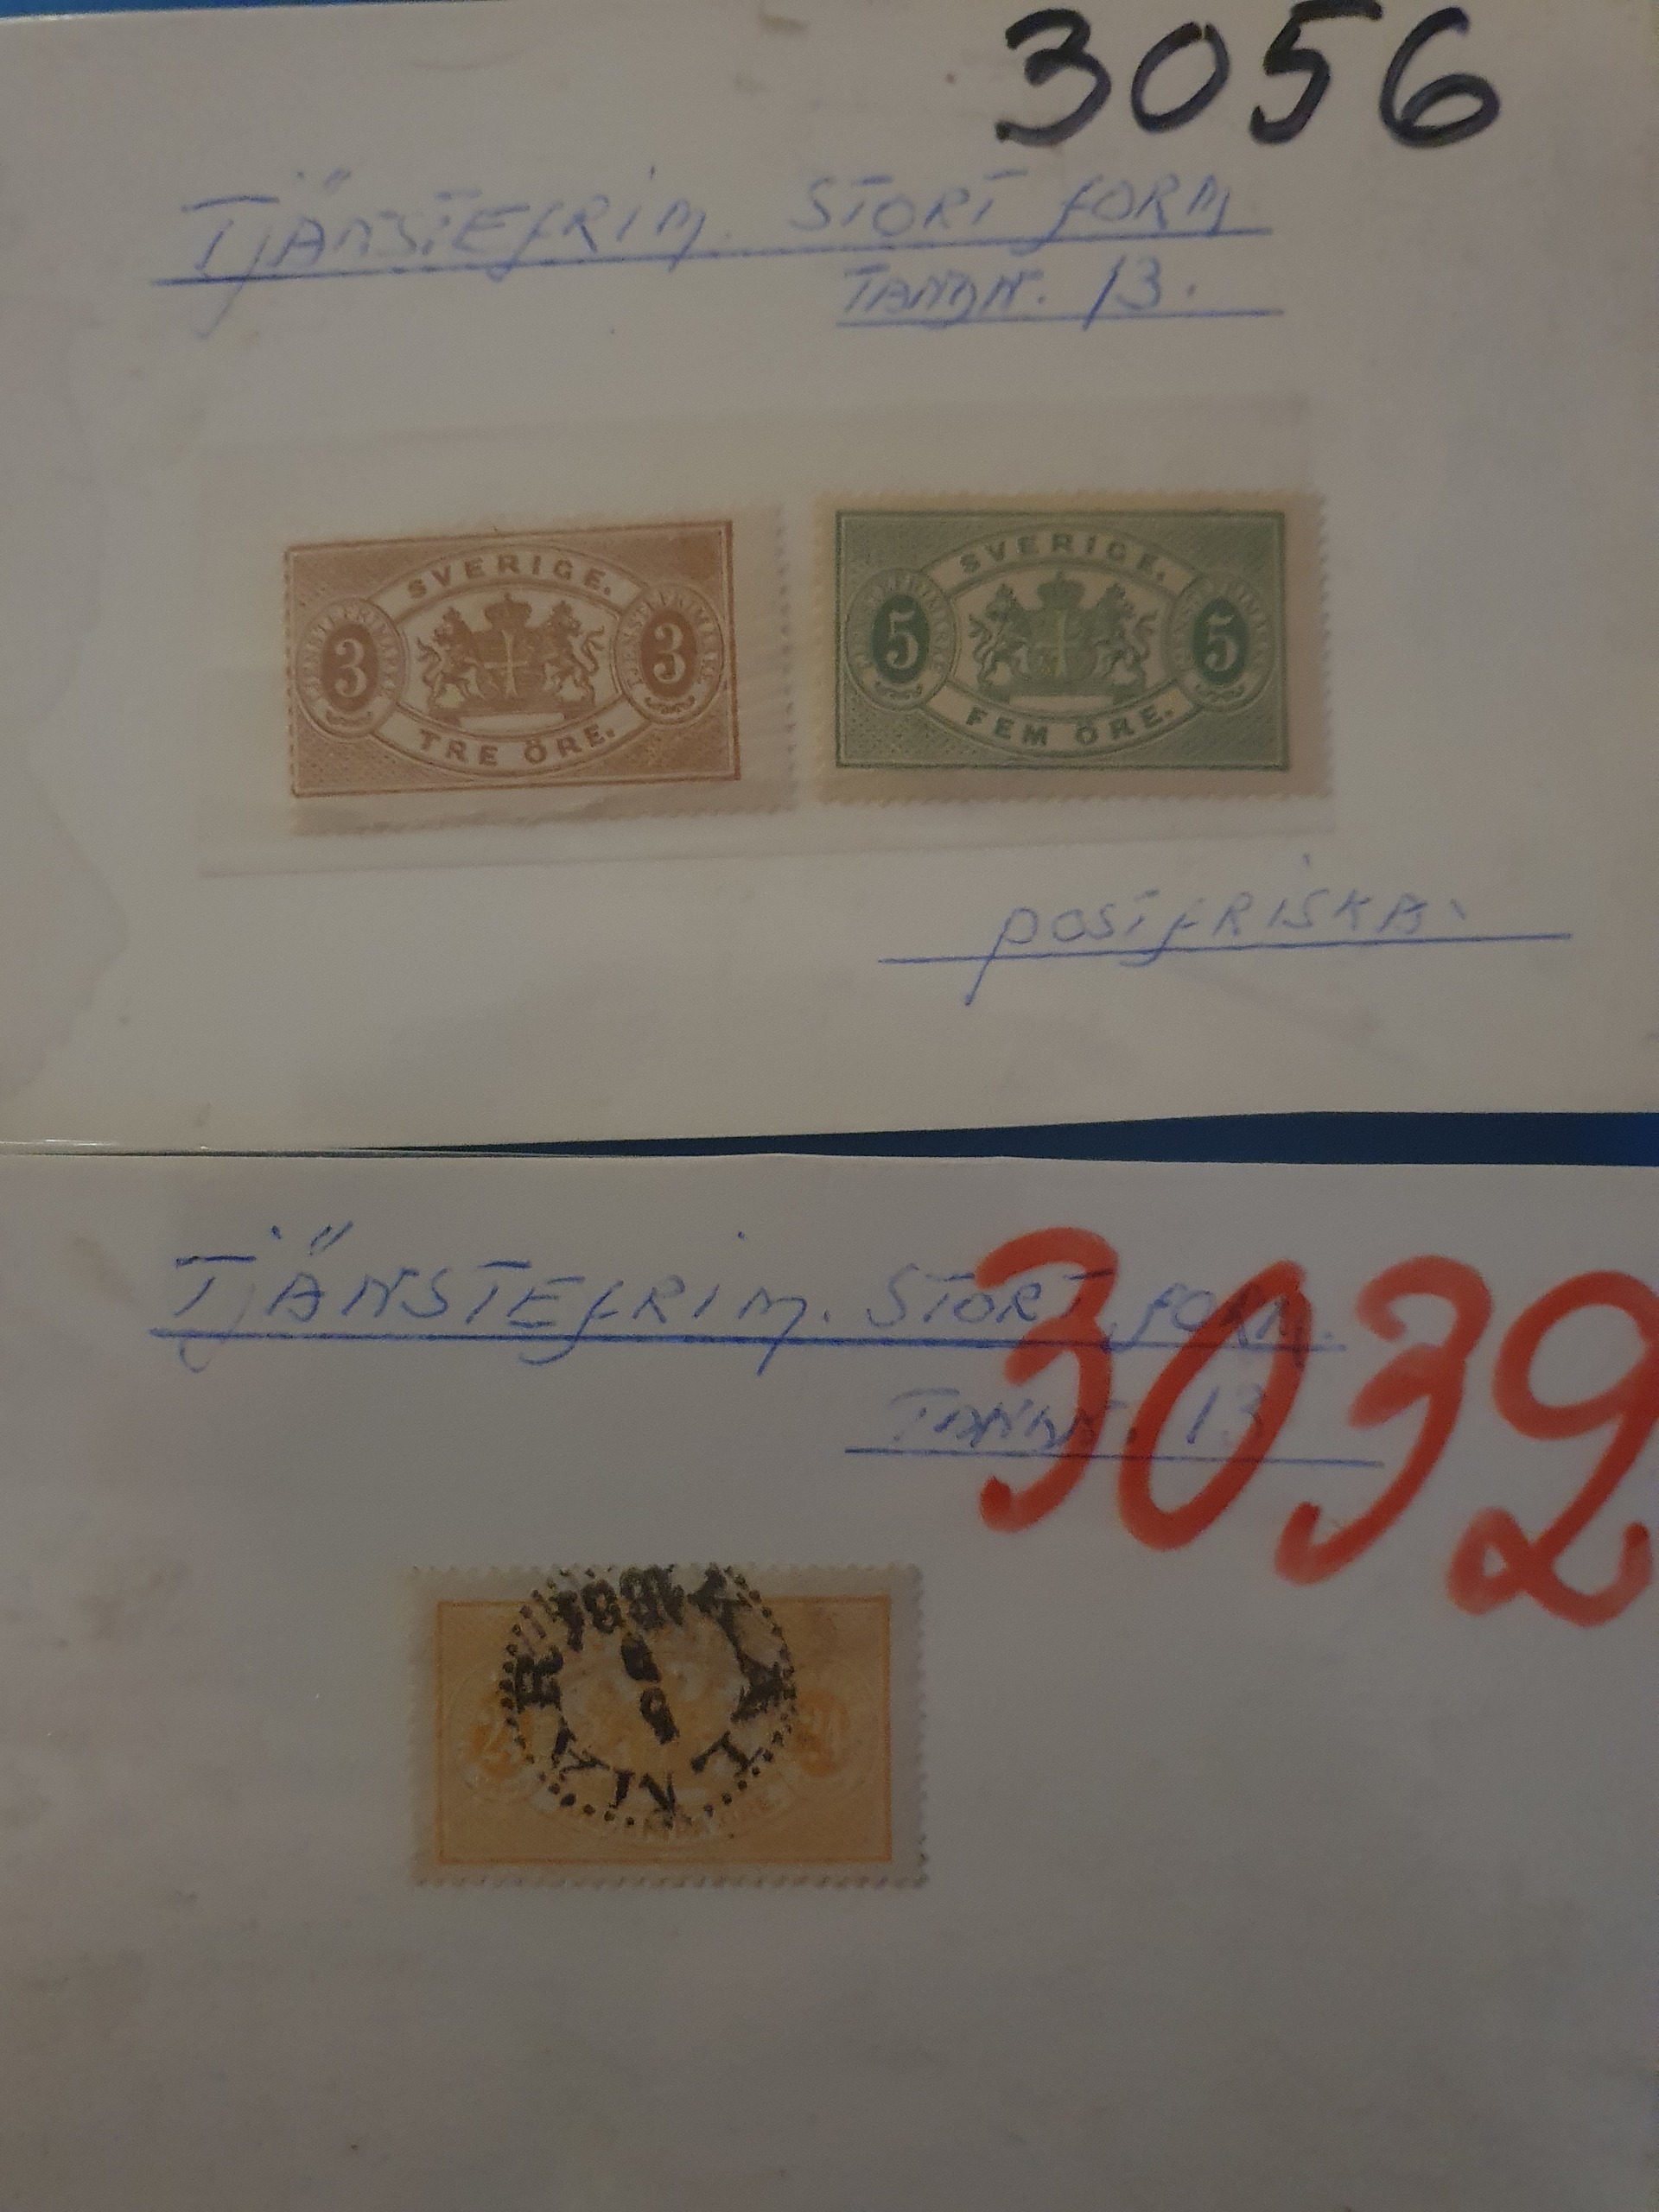 3056
TJÄNSTEFRIM. STORT FORM
TANDN. 13.
SVERIGE.
3 3
TRE ÖRE.
SVERIGE.
5 5
FEM ÖRE.
POSTFRISKA.
3032
TJÄNSTEFRIM. STORT FORM.
TANDN. 13
KALMAR